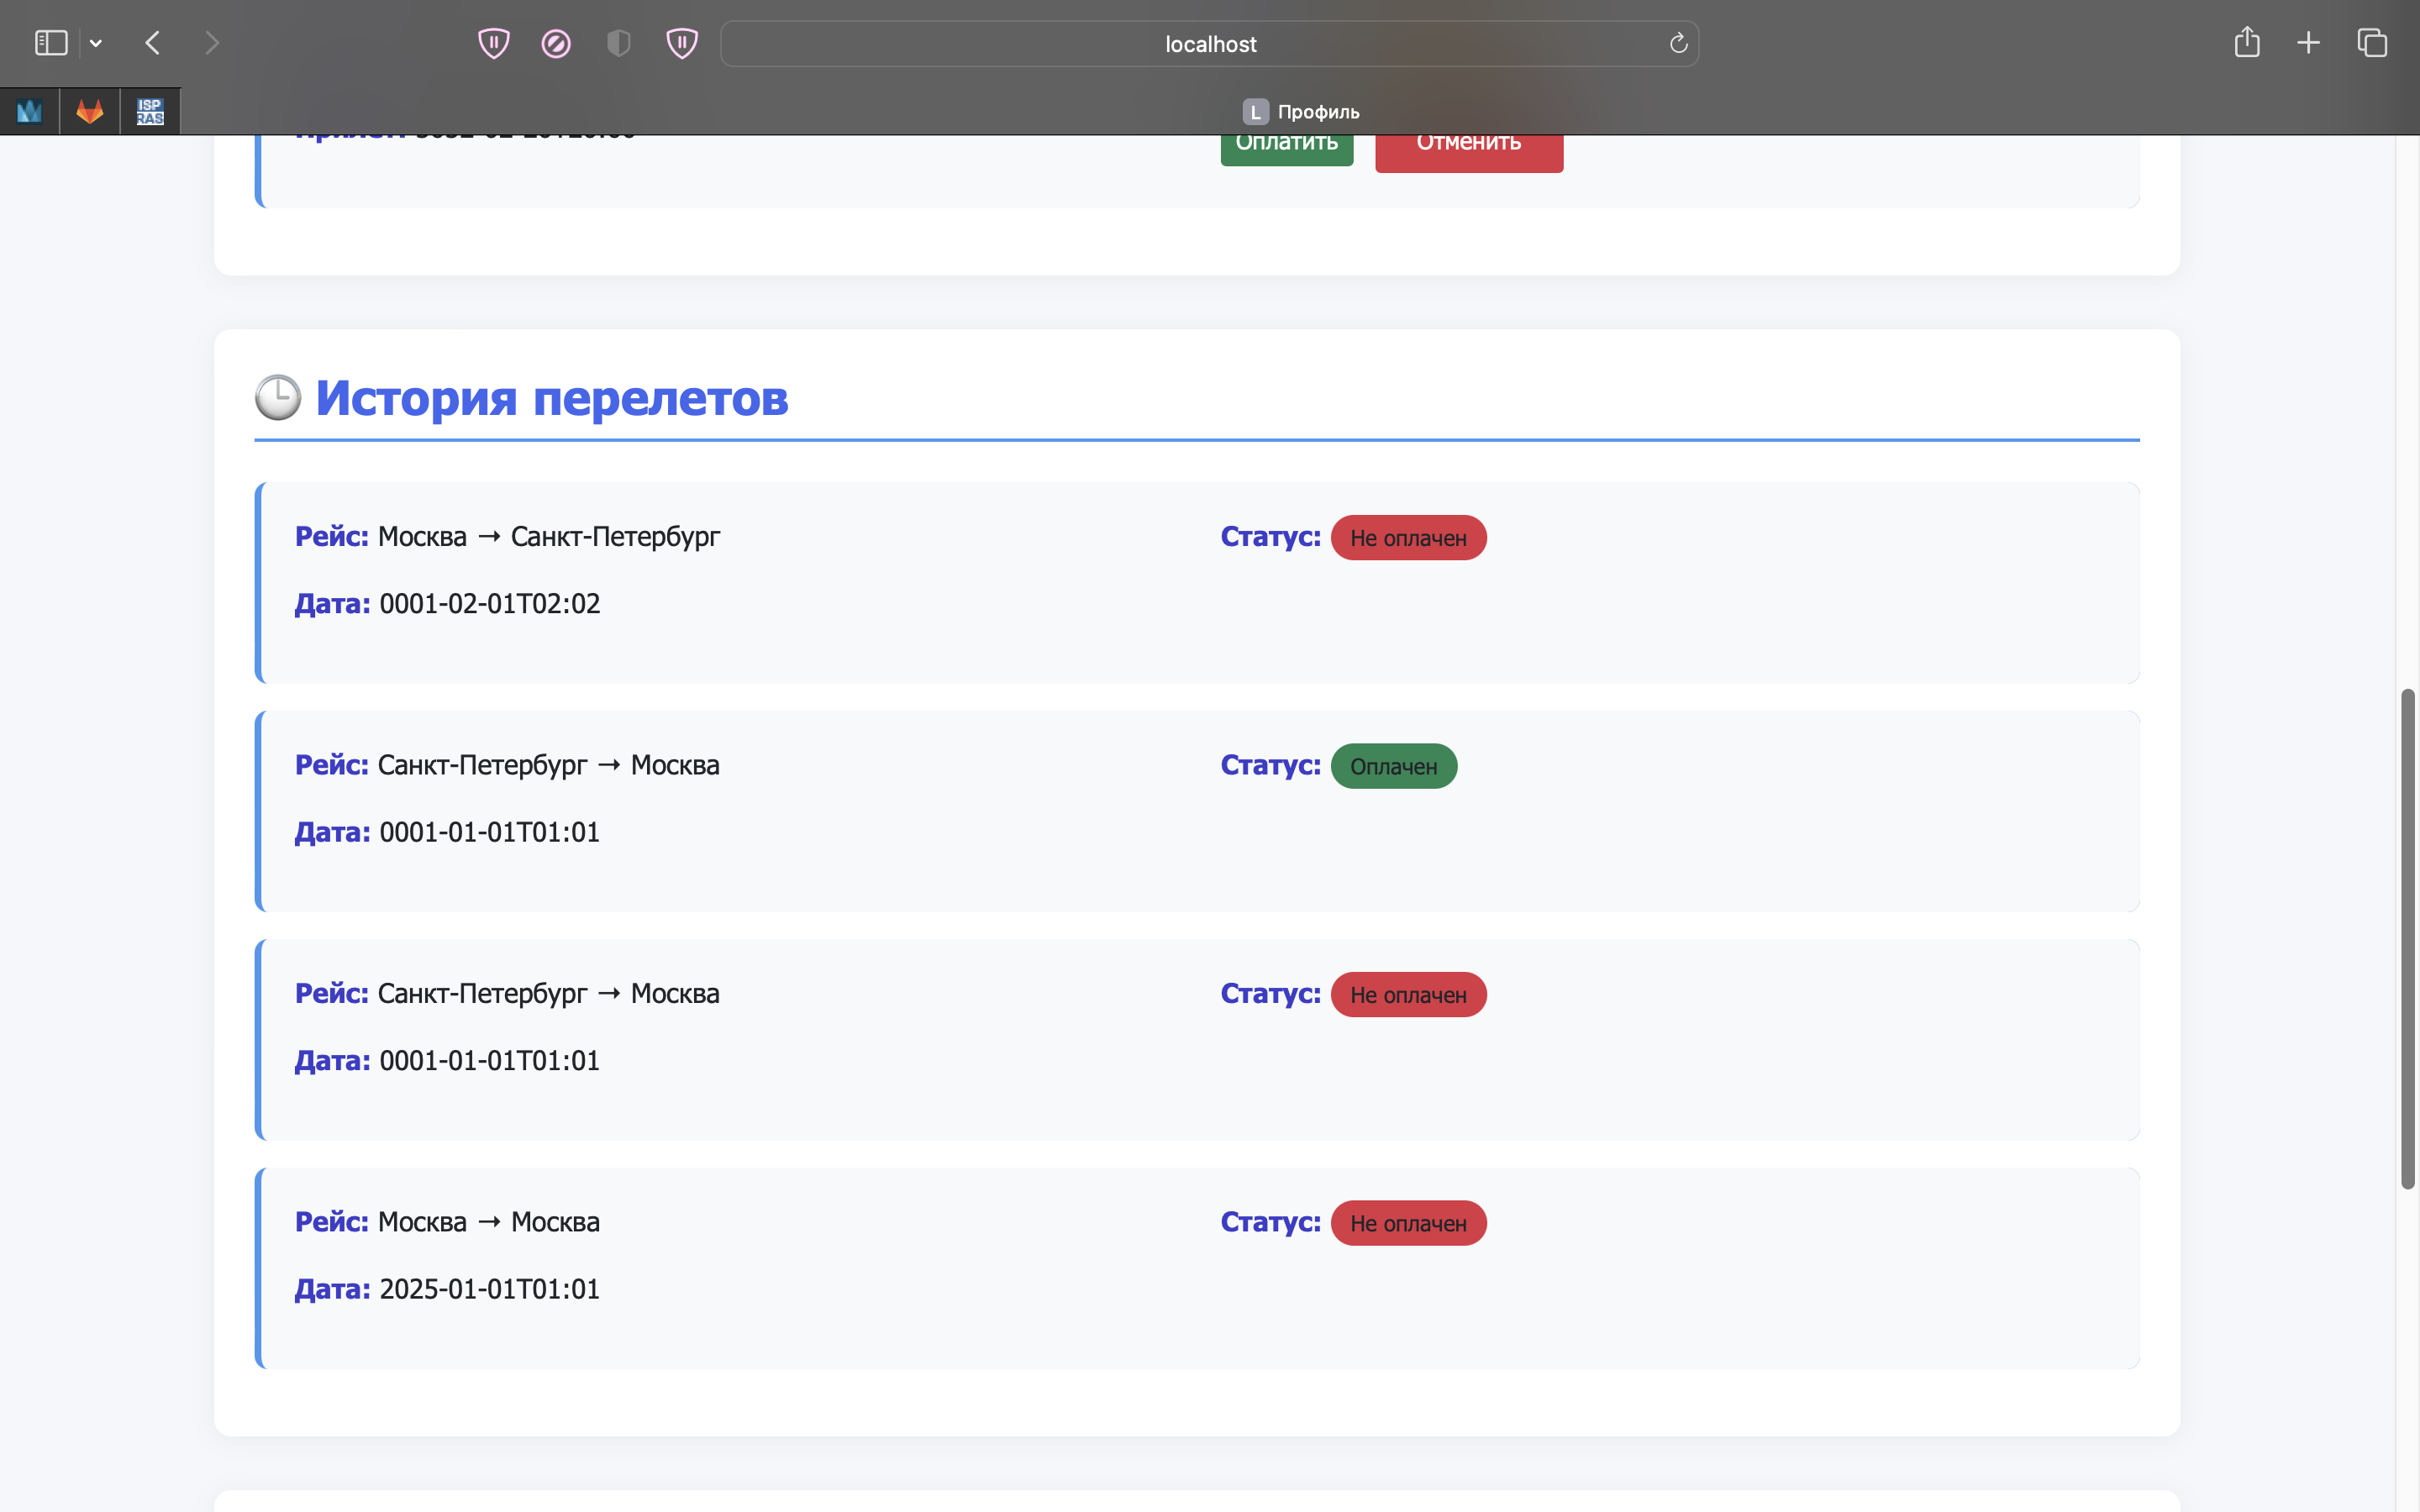 localhost
ISP
RAS
L Профиль
Оплатить Отменить
История перелетов
Рейс: Москва → Санкт-Петербург Статус: Не оплачен
Дата: 0001-02-01T02:02
Рейс: Санкт-Петербург → Москва Статус: Оплачен
Дата: 0001-01-01T01:01
Рейс: Санкт-Петербург → Москва Статус: Не оплачен
Дата: 0001-01-01T01:01
Рейс: Москва → Москва Статус: Не оплачен
Дата: 2025-01-01T01:01